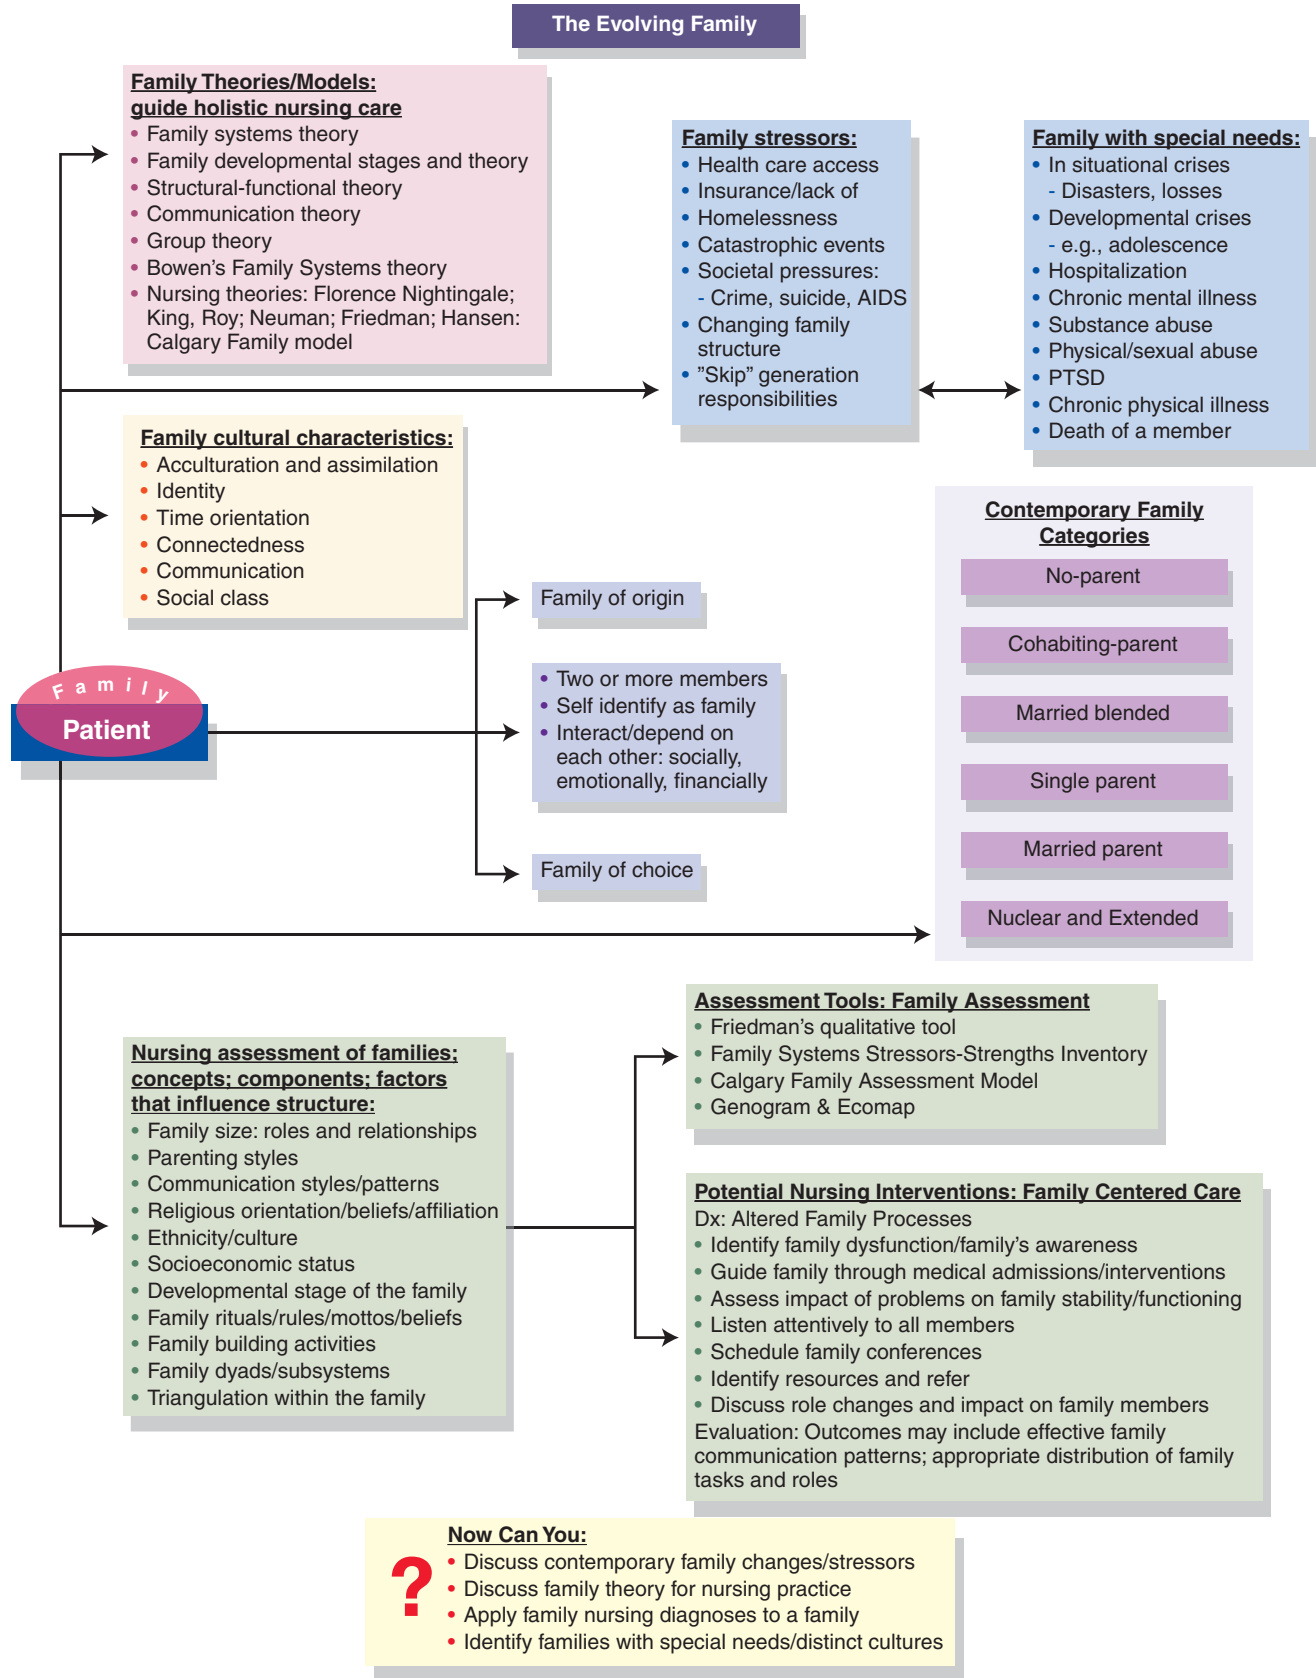 The Evolving Family
Family Theories/Models:
guide holistic nursing care
• Family systems theory
• Family developmental stages and theory
• Structural-functional theory
• Communication theory
• Group theory
• Bowen’s Family Systems theory
• Nursing theories: Florence Nightingale;
King, Roy; Neuman; Friedman; Hansen:
Calgary Family model
Family stressors:
• Health care access
• Insurance/lack of
• Homelessness
• Catastrophic events
• Societal pressures:
- Crime, suicide, AIDS
• Changing family
structure
• ”Skip” generation
responsibilities
Family with special needs:
• In situational crises
- Disasters, losses
• Developmental crises
- e.g., adolescence
• Hospitalization
• Chronic mental illness
• Substance abuse
• Physical/sexual abuse
• PTSD
• Chronic physical illness
• Death of a member
Family cultural characteristics:
• Acculturation and assimilation
• Identity
• Time orientation
• Connectedness
• Communication
• Social class
Family
Patient
Family of origin
• Two or more members
• Self identify as family
• Interact/depend on
each other: socially,
emotionally, financially
Family of choice
Contemporary Family
Categories
No-parent
Cohabiting-parent
Married blended
Single parent
Married parent
Nuclear and Extended
Nursing assessment of families;
concepts; components; factors
that influence structure:
• Family size: roles and relationships
• Parenting styles
• Communication styles/patterns
• Religious orientation/beliefs/affiliation
• Ethnicity/culture
• Socioeconomic status
• Developmental stage of the family
• Family rituals/rules/mottos/beliefs
• Family building activities
• Family dyads/subsystems
• Triangulation within the family
Assessment Tools: Family Assessment
• Friedman’s qualitative tool
• Family Systems Stressors-Strengths Inventory
• Calgary Family Assessment Model
• Genogram & Ecomap
Potential Nursing Interventions: Family Centered Care
Dx: Altered Family Processes
• Identify family dysfunction/family’s awareness
• Guide family through medical admissions/interventions
• Assess impact of problems on family stability/functioning
• Listen attentively to all members
• Schedule family conferences
• Identify resources and refer
• Discuss role changes and impact on family members
Evaluation: Outcomes may include effective family
communication patterns; appropriate distribution of family
tasks and roles
?
Now Can You:
• Discuss contemporary family changes/stressors
• Discuss family theory for nursing practice
• Apply family nursing diagnoses to a family
• Identify families with special needs/distinct cultures